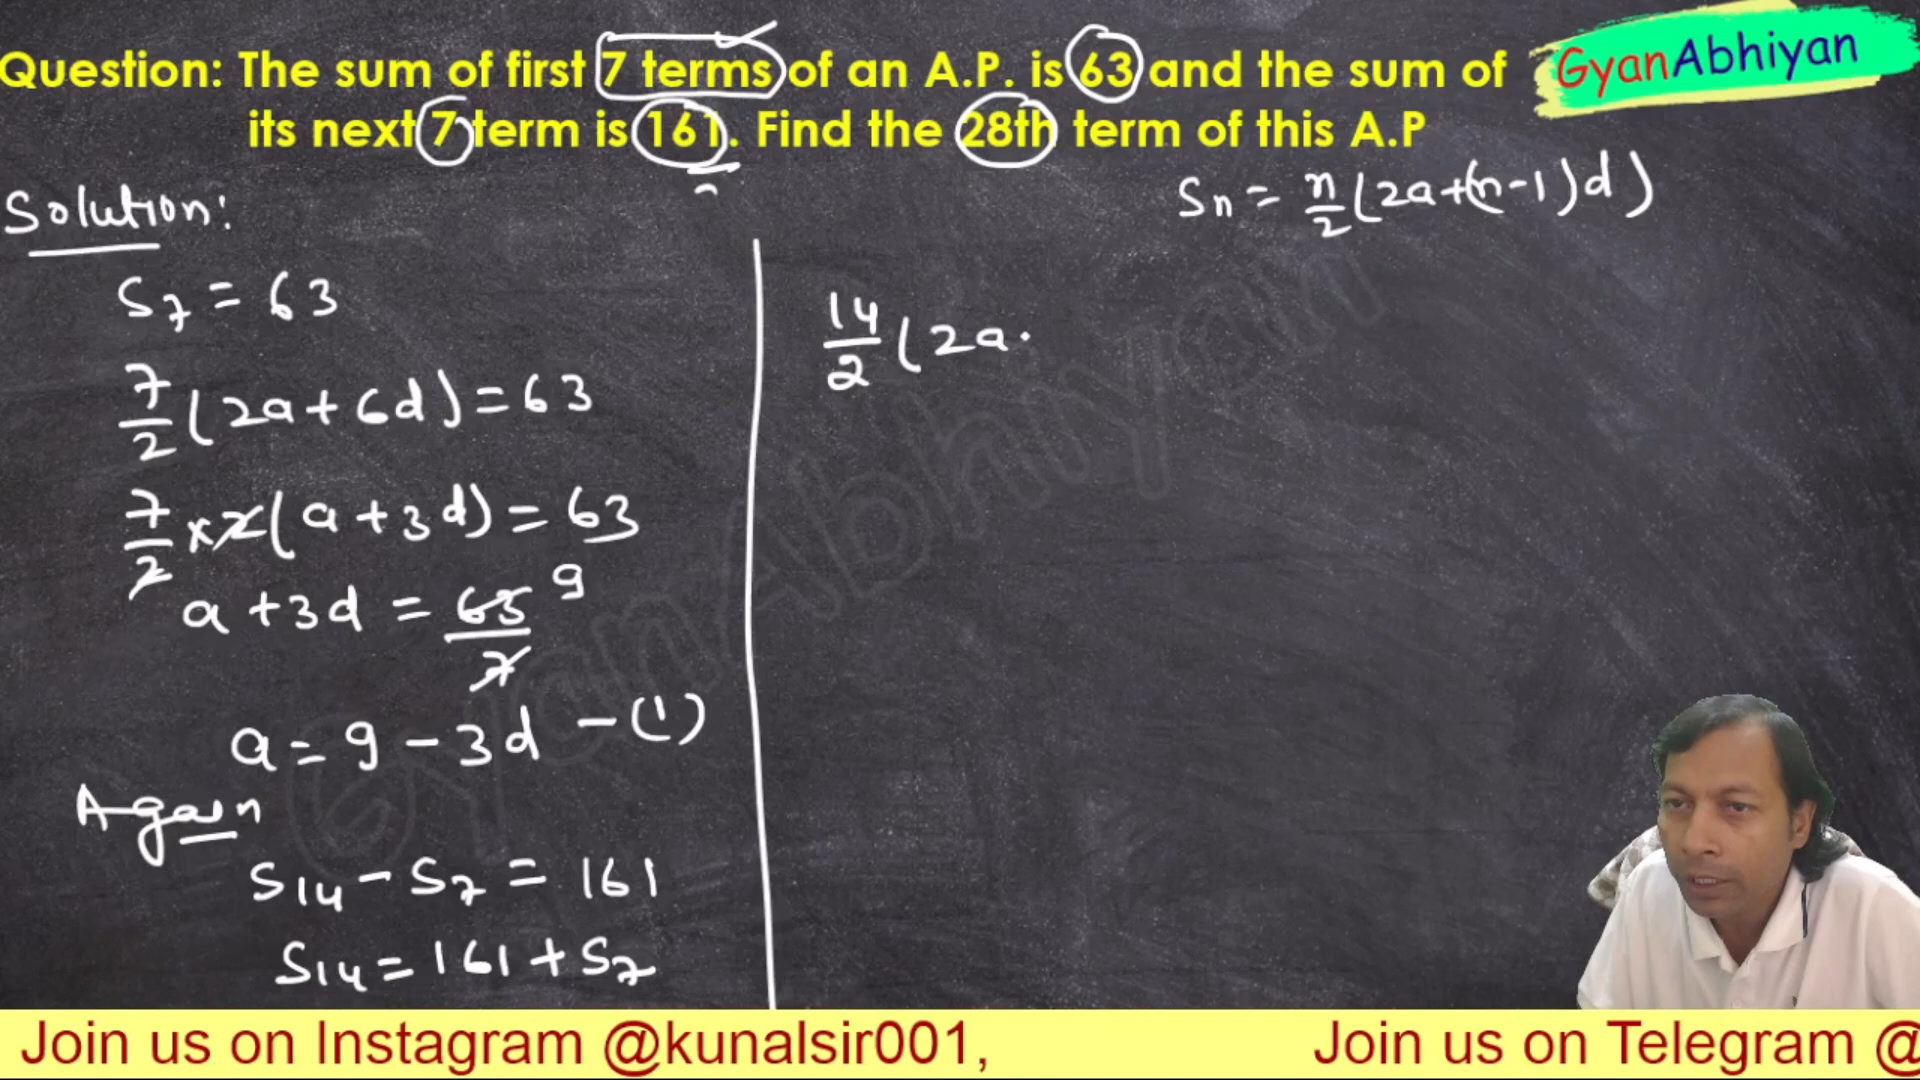 Question: The sum of first 7 terms of an A.P. is 63 and the sum of
its next 7 term is 161. Find the 28th term of this A.P
GyanAbhiyan
Sn = n/2 (2a+(n-1)d)
Solution:
S7 = 63
7/2 (2a+6d) = 63
7/2 ×2(a+3d) = 63
a+3d = 63/7 9
a = 9 - 3d - (1)
Again
S14 - S7 = 161
S14 = 161 + S7
14/2 (2a
GyanAbhiyan
Join us on Instagram @kunalsir001,
Join us on Telegram @